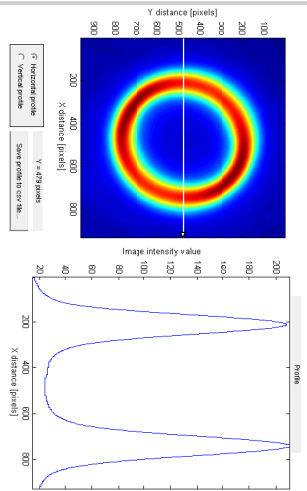 Y distance [pixels]
900 800 700 600 500 400 300 200 100
200
400
600
800
X distance [pixels]
Horizontal profile
Vertical profile
Y = 479 pixels
Save profile to csv file...
Profile
Image intensity value
20 40 60 80 100 120 140 160 180 200
200
400
600
800
X distance [pixels]